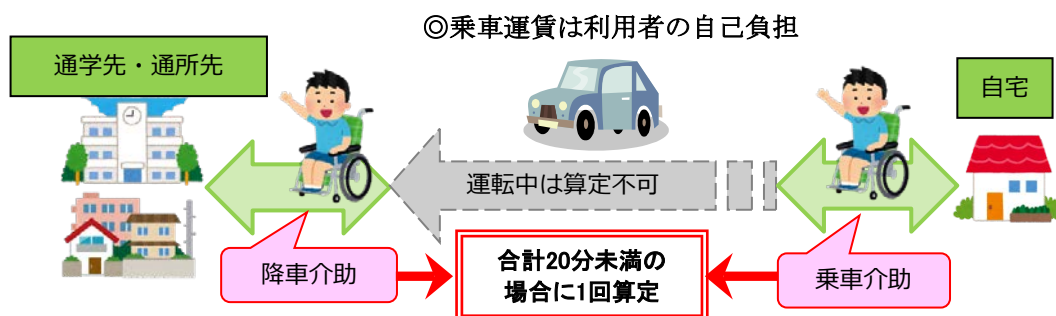 ◎乗車運賃は利用者の自己負担
通学先・通所先
自宅
運転中は算定不可
降車介助
合計20分未満の
場合に1回算定
乗車介助